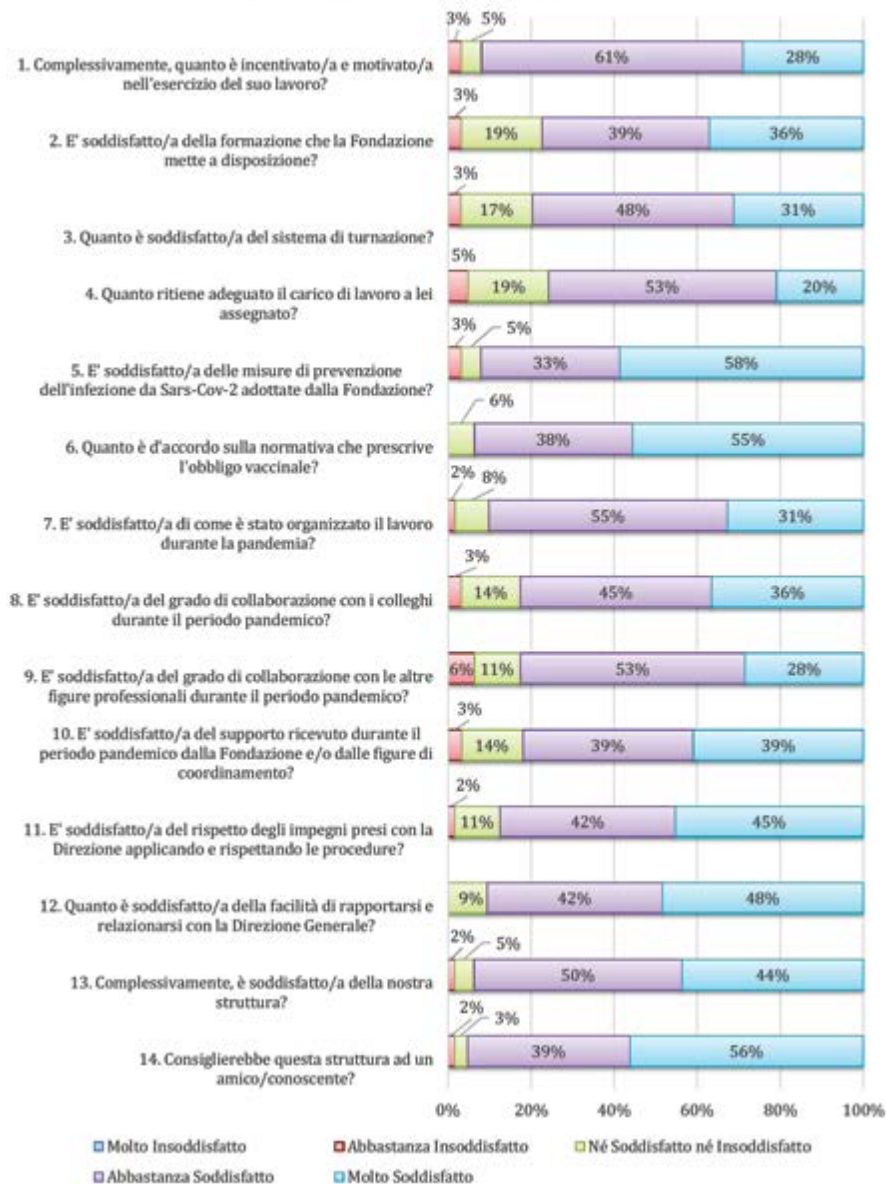 3% 5%
1. Complessivamente, quanto è incentivato/a e motivato/a
nell'esercizio del suo lavoro?
61% 28%
3%
2. E' soddisfatto/a della formazione che la Fondazione
mette a disposizione?
19% 39% 36%
3%
17% 48% 31%
3. Quanto è soddisfatto/a del sistema di turnazione?
5%
4. Quanto ritiene adeguato il carico di lavoro a lei
assegnato?
19% 53% 20%
3% 5%
5. E' soddisfatto/a delle misure di prevenzione
dell'infezione da Sars-Cov-2 adottate dalla Fondazione?
33% 58%
6%
6. Quanto è d'accordo sulla normativa che prescrive
l'obbligo vaccinale?
38% 55%
2% 8%
7. E' soddisfatto/a di come è stato organizzato il lavoro
durante la pandemia?
55% 31%
3%
14% 45% 36%
8. E' soddisfatto/a del grado di collaborazione con i colleghi
durante il periodo pandemico?
6% 11% 53% 28%
9. E' soddisfatto/a del grado di collaborazione con le altre
figure professionali durante il periodo pandemico?
3%
10. E' soddisfatto/a del supporto ricevuto durante il
periodo pandemico dalla Fondazione e/o dalle figure di
coordinamento?
14% 39% 39%
2%
11. E' soddisfatto/a del rispetto degli impegni presi con la
Direzione applicando e rispettando le procedure?
11% 42% 45%
12. Quanto è soddisfatto/a della facilità di rapportarsi e
relazionarsi con la Direzione Generale?
9% 42% 48%
2% 5%
13. Complessivamente, è soddisfatto/a della nostra
struttura?
50% 44%
2% 3%
14. Consiglierebbe questa struttura ad un
amico/conoscente?
39% 56%
0% 20% 40% 60% 80% 100%
Molto Insoddisfatto Abbastanza Insoddisfatto Né Soddisfatto né Insoddisfatto
Abbastanza Soddisfatto Molto Soddisfatto